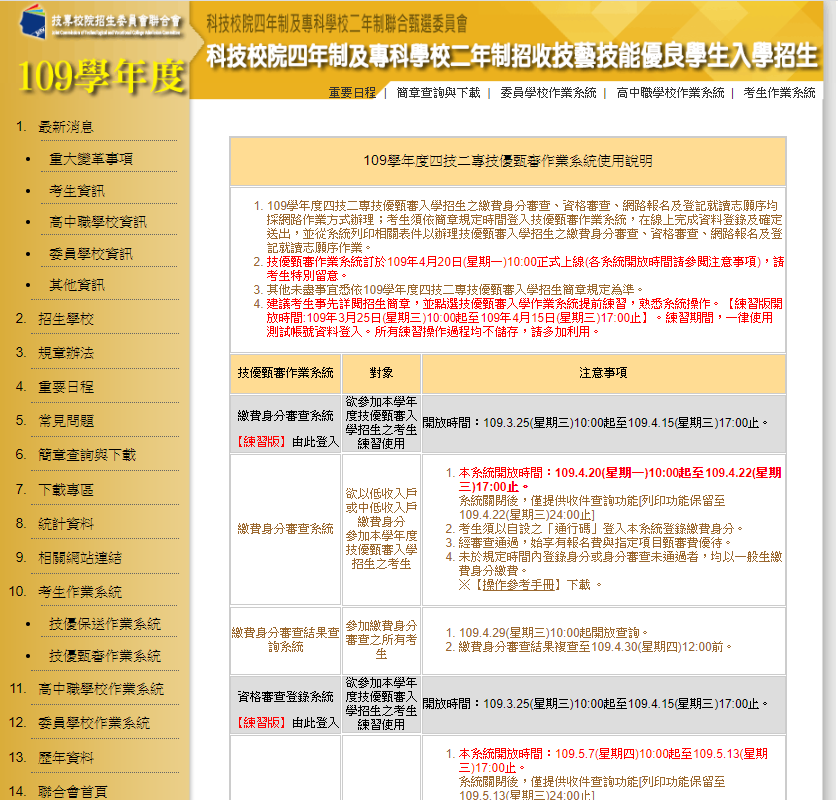 技專校院招生委員會聯合會
109學年度
科技校院四年制及專科學校二年制聯合甄選委員會
科技校院四年制及專科學校二年制招收技藝技能優良學生入學招生
重要日程 | 簡章查詢與下載 | 委員學校作業系統 | 高中職學校作業系統 | 考生作業系統
1. 最新消息
• 重大變革事項
• 考生資訊
• 高中職學校資訊
• 委員學校資訊
• 其他資訊
2. 招生學校
3. 規章辦法
4. 重要日程
5. 常見問題
6. 簡章查詢與下載
7. 下載專區
8. 統計資料
9. 相關網站連結
10. 考生作業系統
• 技優保送作業系統
• 技優甄審作業系統
11. 高中職學校作業系統
12. 委員學校作業系統
13. 歷年資料
14. 聯合會首頁
109學年度四技二專技優甄審作業系統使用說明
1. 109學年度四技二專技優甄審入學招生之繳費身分審查、資格審查、網路報名及登記就讀志願序均
採網路作業方式辦理；考生須依簡章規定時間登入技優甄審作業系統，在線上完成資料登錄及確定
送出，並從系統列印相關表件以辦理技優甄審入學招生之繳費身分審查、資格審查、網路報名及登
記就讀志願序作業。
2. 技優甄審作業系統訂於109年4月20日(星期一)10:00正式上線(各系統開放時間請參閱注意事項)，請
考生特別留意。
3. 其他未盡事宜悉依109學年度四技二專技優甄審入學招生簡章規定為準。
4. 建議考生事先詳閱招生簡章，並點選技優甄審入學作業系統提前練習，熟悉系統操作。【練習版開
放時間:109年3月25日(星期三)10:00起至109年4月15日(星期三)17:00止】。練習期間，一律使用
測試帳號資料登入。所有練習操作過程均不儲存，請多加利用。
技優甄審作業系統
對象
注意事項
繳費身分審查系統
【練習版】由此登入
欲參加本學年
度技優甄審入
學招生之考生
練習使用
開放時間：109.3.25(星期三)10:00起至109.4.15(星期三)17:00止。
繳費身分審查系統
欲以低收入戶
或中低收入戶
繳費身分
參加本學年度
技優甄審入學
招生之考生
1. 本系統開放時間：109.4.20(星期一)10:00起至109.4.22(星期
三)17:00止。
系統關閉後，僅提供收件查詢功能[列印功能保留至
109.4.22(星期三)24:00止]
2. 考生須以自設之「通行碼」登入本系統登錄繳費身分。
3. 經審查通過，始享有報名費與指定項目甄審費優待。
4. 未於規定時間內登錄身分或身分審查未通過者，均以一般生繳
費身分繳費。
※【操作參考手冊】下載 。
繳費身分審查結果查
詢系統
參加繳費身分
審查之所有考
生
1. 109.4.29(星期三)10:00起開放查詢。
2. 繳費身分審查結果複查至109.4.30(星期四)12:00前。
資格審查登錄系統
【練習版】由此登入
欲參加本學年
度技優甄審入
學招生之考生
練習使用
開放時間：109.3.25(星期三)10:00起至109.4.15(星期三)17:00止。
1. 本系統開放時間：109.5.7(星期四)10:00起至109.5.13(星期
三)17:00止。
系統關閉後，僅提供收件查詢功能[列印功能保留至
109.5.13(星期三)24:00止]